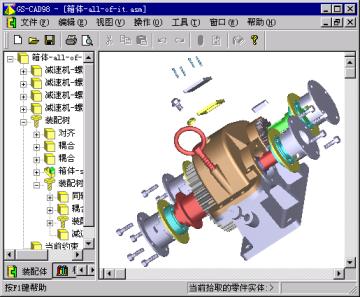 GS-CAD98 - [箱体-all-of-it.asm]
文件(F) 编辑(E) 视图(V) 操作(O) 工具(T) 窗口(W) 帮助(H)
箱体-all-of-
减速机-螺
减速机-螺
减速机-螺
减速机-螺
装配树
对齐
耦合
耦合
箱体-s
装配树
同
耦
减速
当前约束
装配体
按F1键帮助
当前拾取的零件实体:>